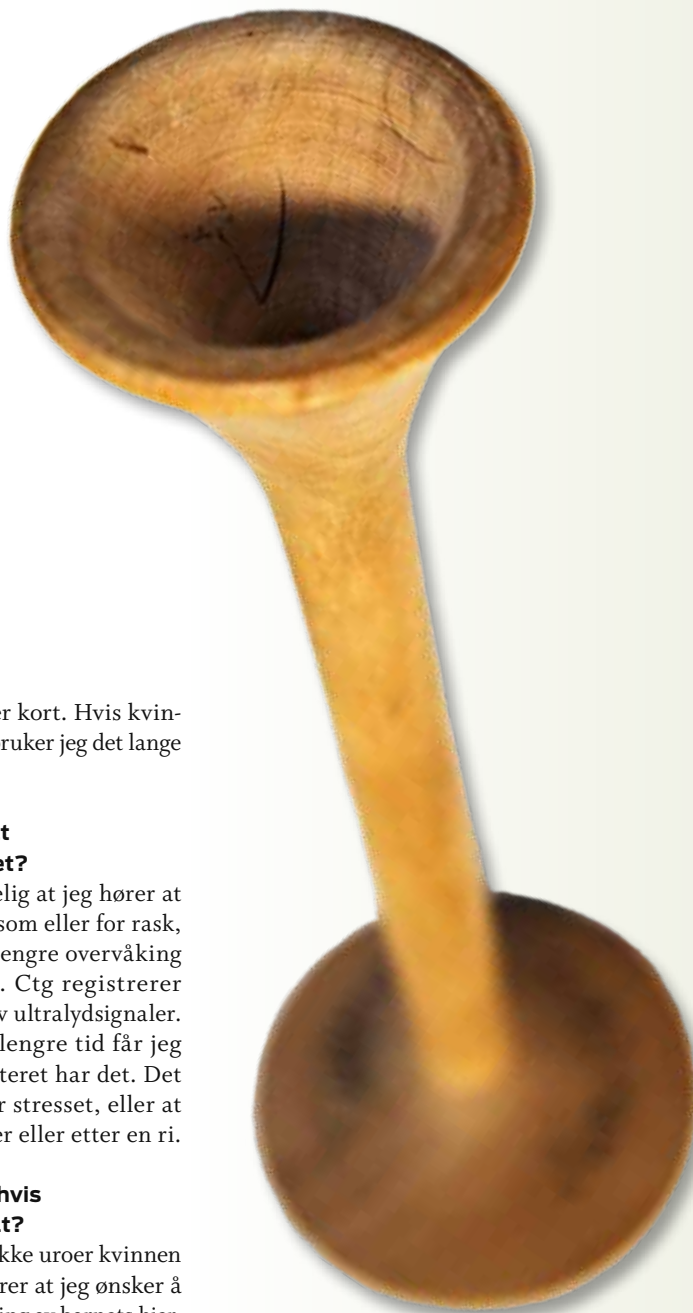 er kort. Hvis kvin-
bruker jeg det lange
t
et?
elig at jeg hører at
som eller for rask,
engre overvåking
. Ctg registrerer
v ultralydsignaler.
lengre tid får jeg
teret har det. Det
r stresset, eller at
er eller etter en ri.
hvis
t?
kke uroer kvinnen
rer at jeg ønsker å